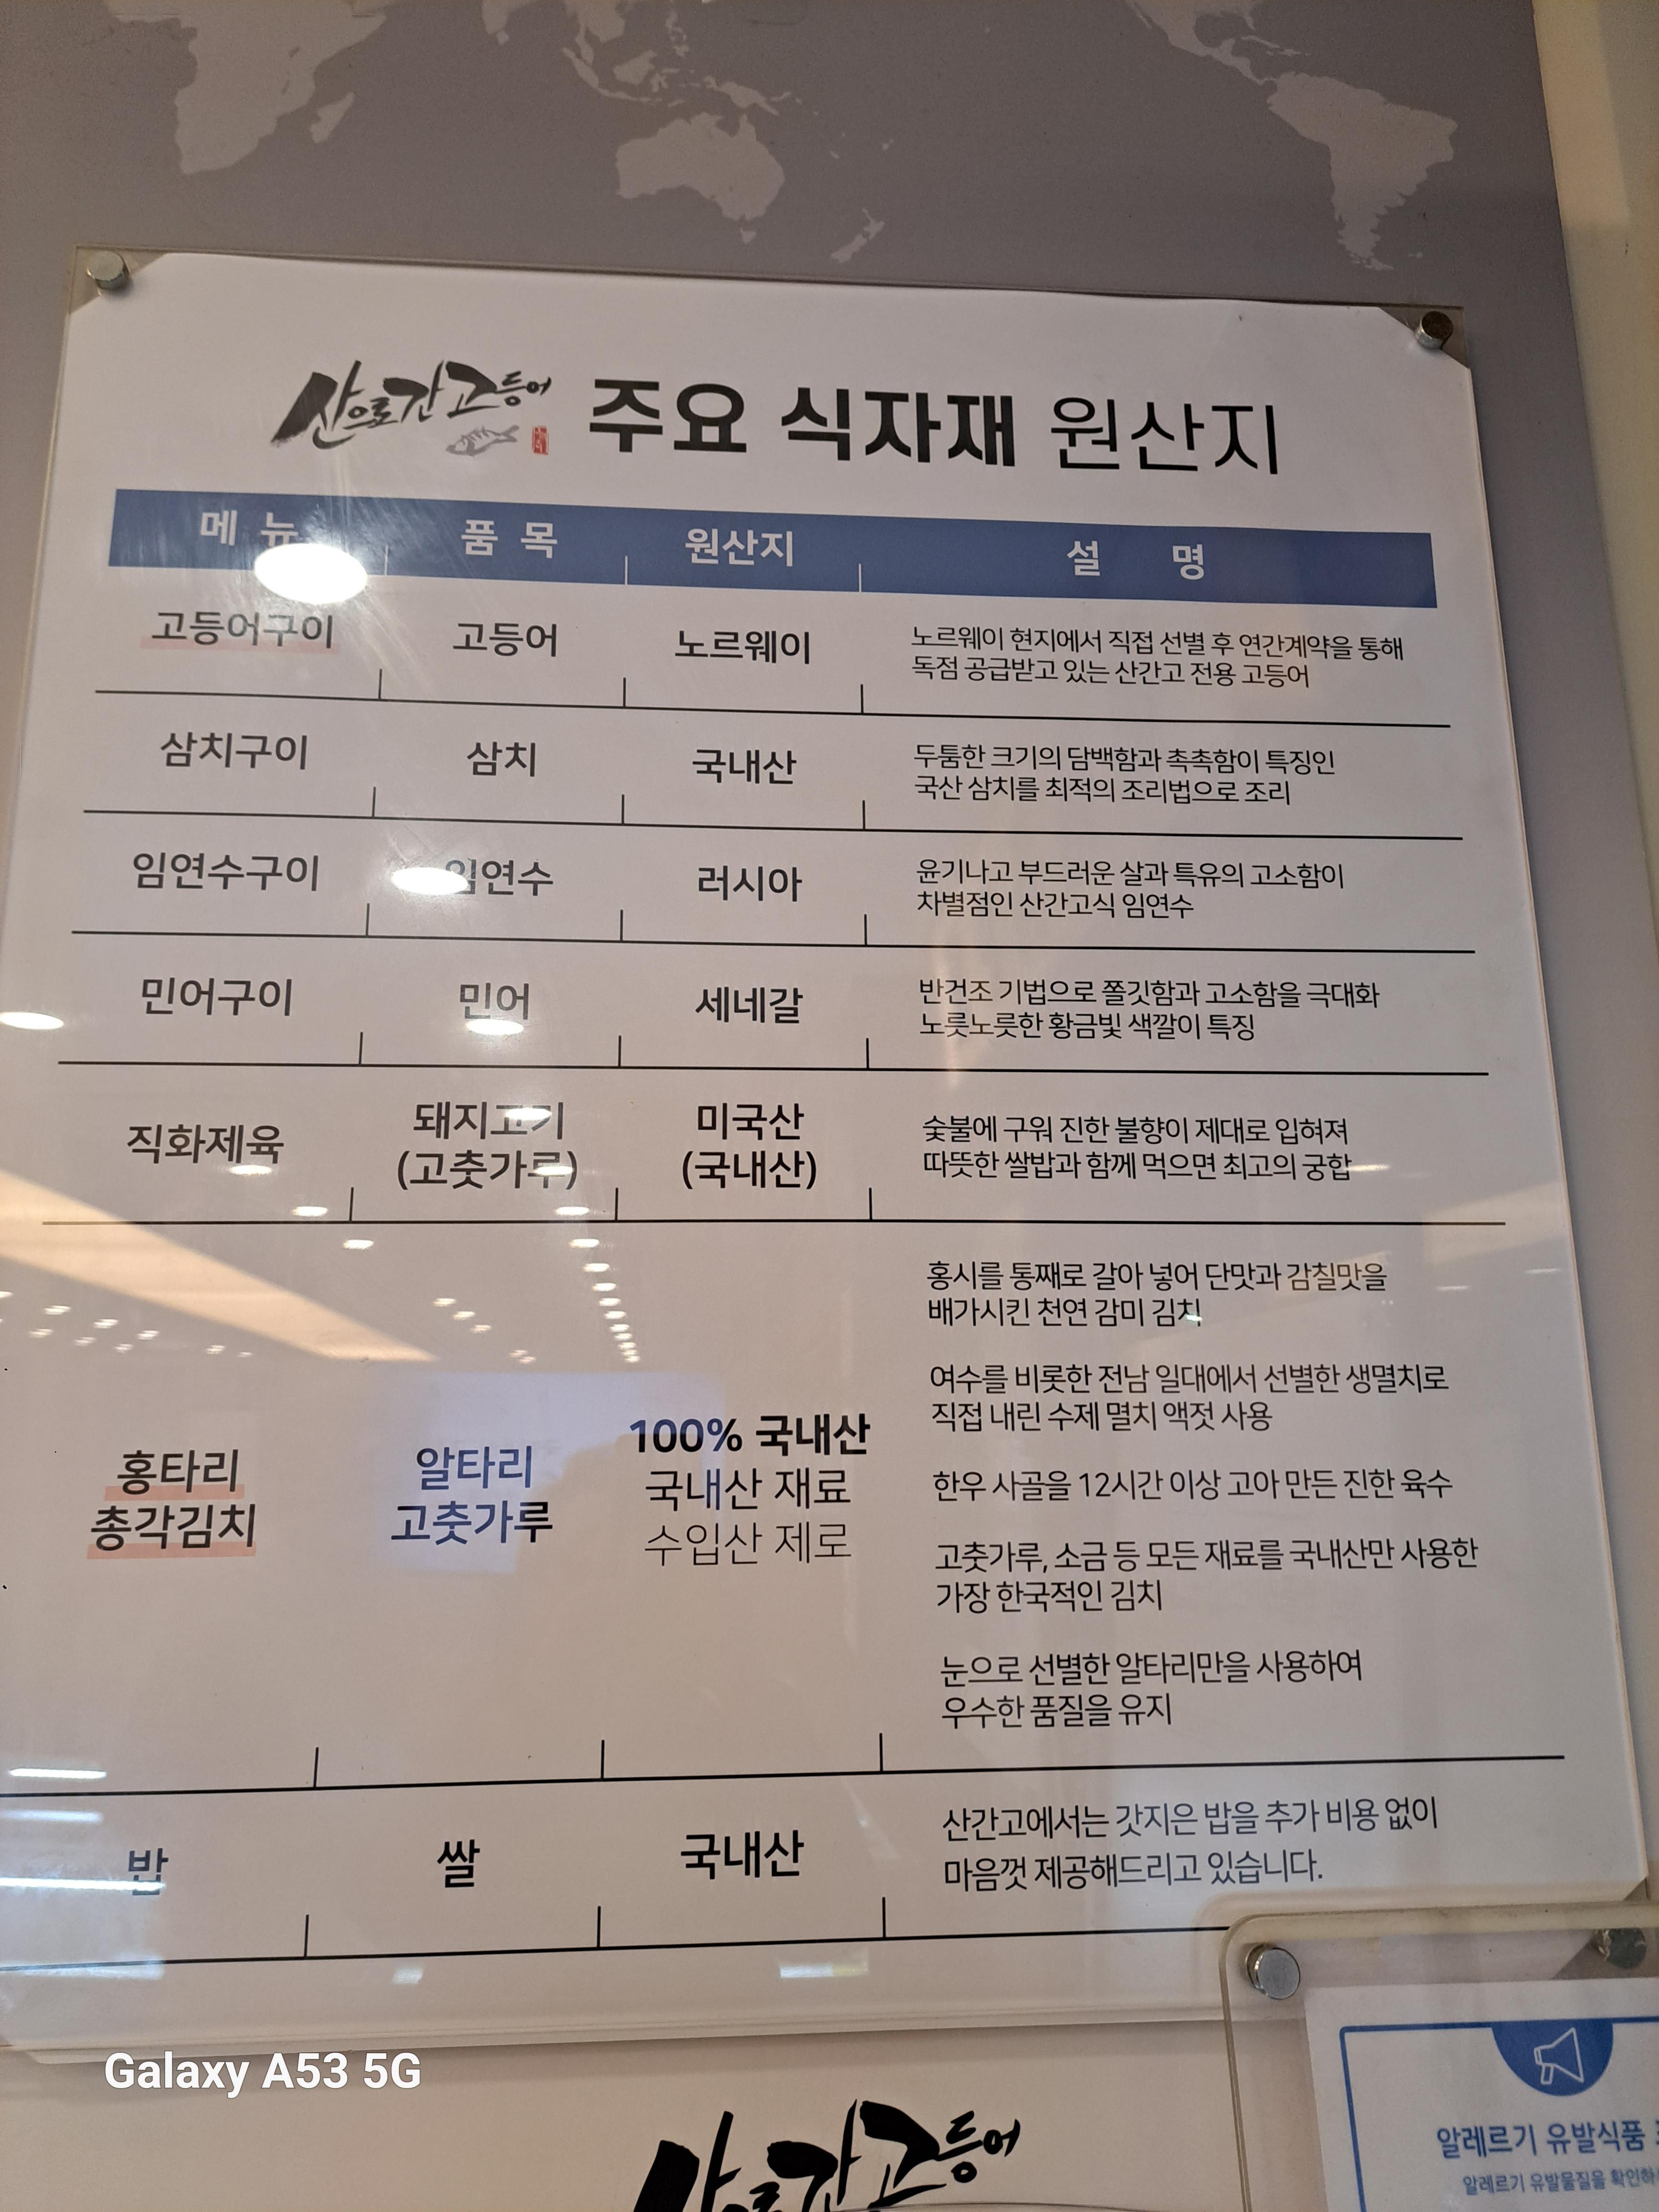 산으로간고등어 주요 식자재 원산지
메 뉴 품 목 원산지 설 명
고등어구이 고등어 노르웨이 노르웨이 현지에서 직접 선별 후 연간계약을 통해
독점 공급받고 있는 산간고 전용 고등어
삼치구이 삼치 국내산 두툼한 크기의 담백함과 촉촉함이 특징인
국산 삼치를 최적의 조리법으로 조리
임연수구이 임연수 러시아 윤기나고 부드러운 살과 특유의 고소함이
차별점인 산간고식 임연수
민어구이 민어 세네갈 반건조 기법으로 쫄깃함과 고소함을 극대화
노릇노릇한 황금빛 색깔이 특징
직화제육 돼지고기 미국산 숯불에 구워 진한 불향이 제대로 입혀져
(고춧가루) (국내산) 따뜻한 쌀밥과 함께 먹으면 최고의 궁합
홍타리
총각김치
알타리
고춧가루
100% 국내산
국내산 재료
수입산 제로
홍시를 통째로 갈아 넣어 단맛과 감칠맛을
배가시킨 천연 감미 김치
여수를 비롯한 전남 일대에서 선별한 생멸치로
직접 내린 수제 멸치 액젓 사용
한우 사골을 12시간 이상 고아 만든 진한 육수
고춧가루, 소금 등 모든 재료를 국내산만 사용한
가장 한국적인 김치
눈으로 선별한 알타리만을 사용하여
우수한 품질을 유지
밥 쌀 국내산 산간고에서는 갓지은 밥을 추가 비용 없이
마음껏 제공해드리고 있습니다.
Galaxy A53 5G
산으로간고등어
알레르기 유발식품
알레르기 유발물질을